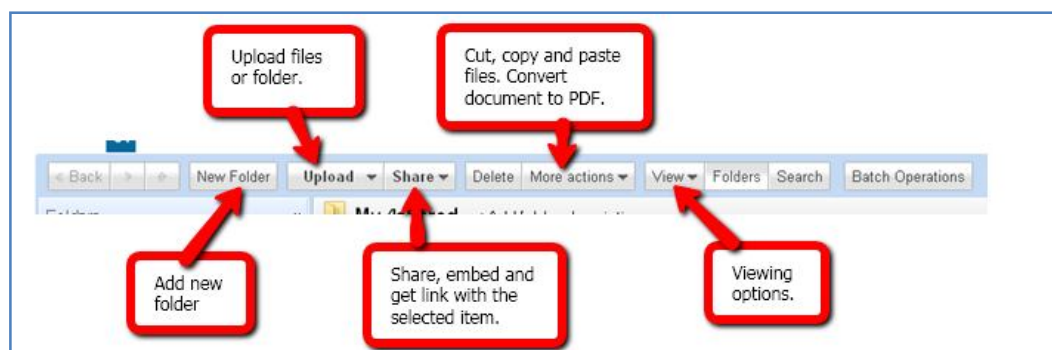 Upload files
or folder.
Cut, copy and paste
files. Convert
document to PDF.
< Back New Folder Upload Share Delete More actions View Folders Search Batch Operations
My
Add new
folder
Share, embed and
get link with the
selected item.
Viewing
options.